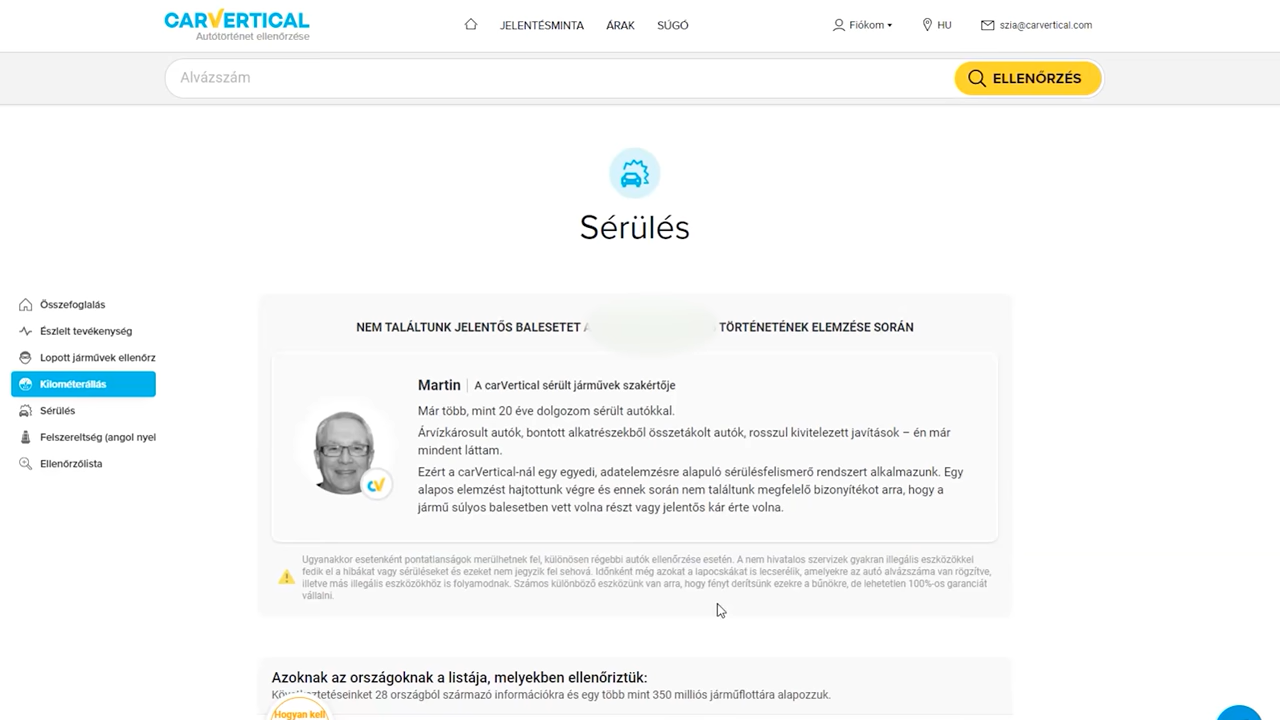 CARVERTICAL
Autótörténet ellenőrzése
JELENTÉSMINTA ÁRAK SÚGÓ
Fiókom HU szia@carvertical.com
Alvázszám ELLENŐRZÉS
Sérülés
Összefoglalás
Észlelt tevékenység
Lopott járművek ellenőrz
Kilométerállás
Sérülés
Felszereltség (angol nyel
Ellenőrzőlista
NEM TALÁLTUNK JELENTŐS BALESETET A TÖRTÉNETÉNEK ELEMZÉSE SORÁN
Martin A carVertical sérült járművek szakértője
Már több, mint 20 éve dolgozom sérült autókkal.
Árvízkárosult autók, bontott alkatrészekből összetákolt autók, rosszul kivitelezett javítások – én már
mindent láttam.
Ezért a carVertical-nál egy egyedi, adatelemzésre alapuló sérülésfelismerő rendszert alkalmazunk. Egy
alapos elemzést hajtottunk végre és ennek során nem találtunk megfelelő bizonyítékot arra, hogy a
jármű súlyos balesetben vett volna részt vagy jelentős kár érte volna.
CV
Ugyanakkor esetenként pontatlanságok merülhetnek fel, különösen régebbi autók ellenőrzése esetén. A nem hivatalos szervizek gyakran illegális eszközökkel
fedik el a hibákat vagy sérüléseket és ezeket nem jegyzik fel sehová. Időnként még azokat a lapocskákat is lecserélik, amelyekre az autó alvázszáma van rögzítve,
illetve más illegális eszközökhöz is folyamodnak. Számos különböző eszközünk van arra, hogy fényt derítsünk ezekre a bűnökre, de lehetetlen 100%-os garanciát
vállalni.
Azoknak az országoknak a listája, melyekben ellenőriztük:
Következtetéseinket 28 országból származó információkra és egy több mint 350 milliós járműflottára alapozzuk.
Hogyan kell